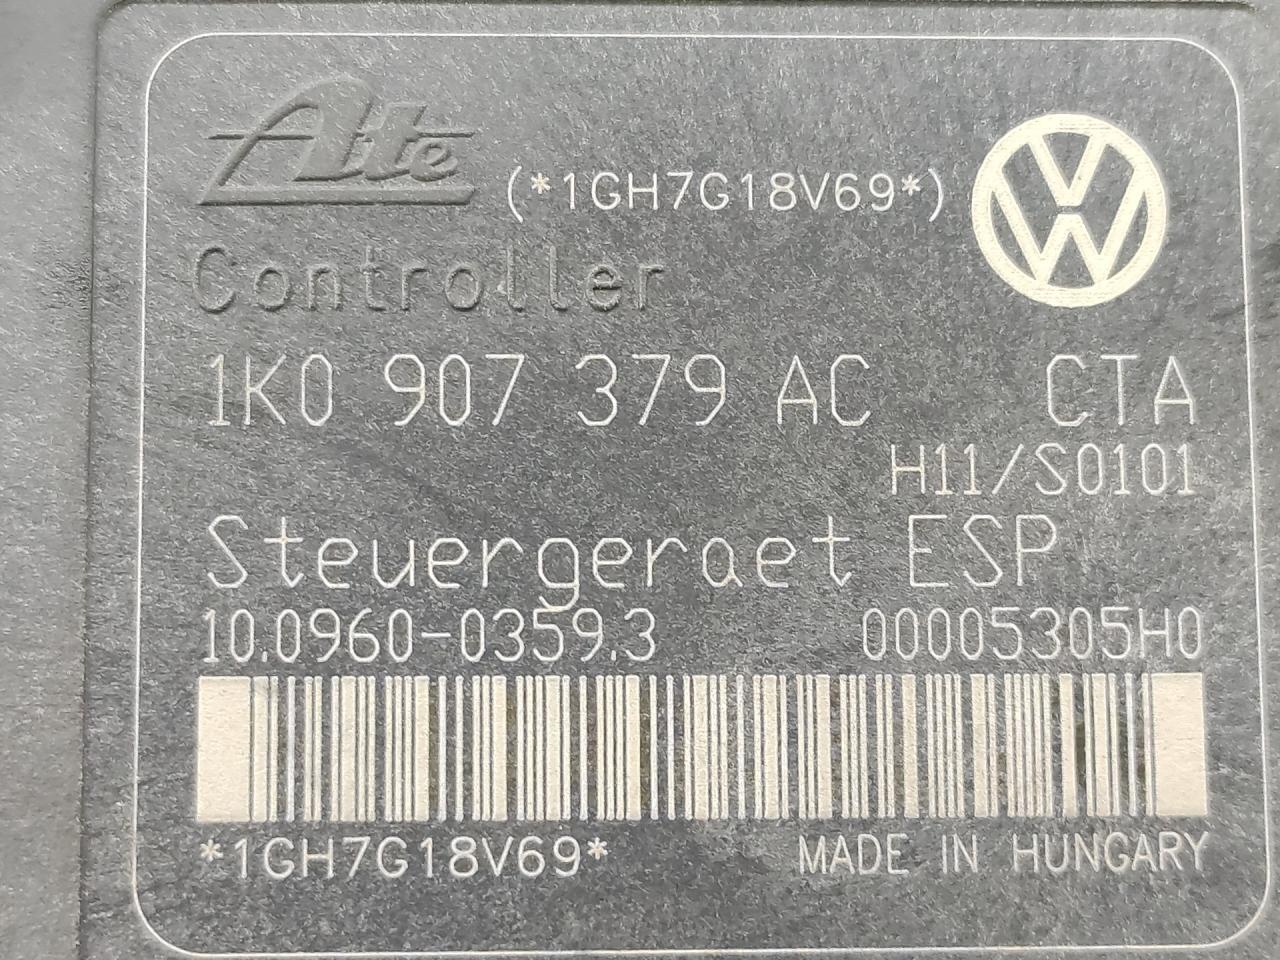 Ate (*1GH7G18V69*)
Controller
1K0 907 379 AC CTA
H11/S0101
Steuergeraet ESP
10.0960-0359.3 00005305H0
*1GH7G18V69* MADE IN HUNGARY